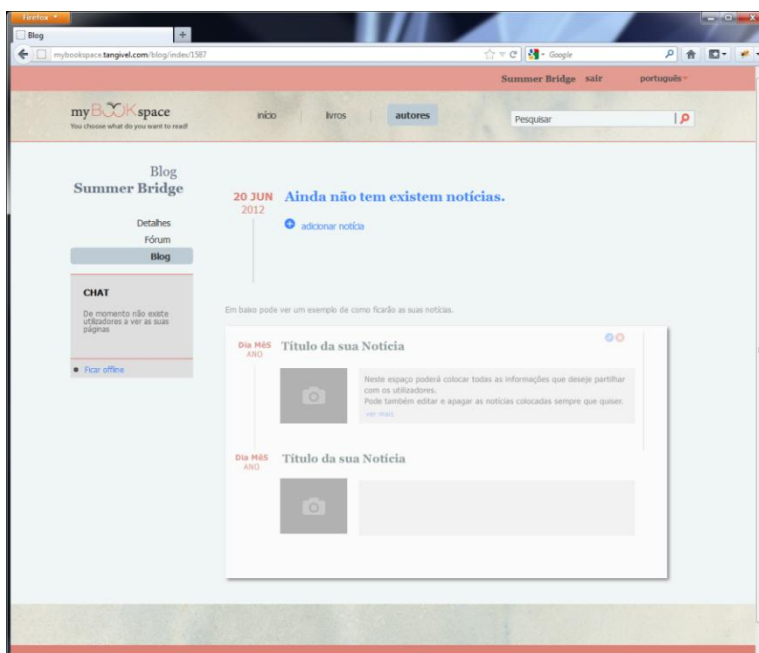 Firefox
Blog
mybookspace.tangivel.com/blog/index/1587
Google
Summer Bridge sair português
myBOOKspace
You choose what do you want to read!
início livros autores
Pesquisar
Blog
Summer Bridge
Detalhes
Fórum
Blog
CHAT
De momento não existe
utilizadores a ver as suas
páginas
Ficar offline
20 JUN
2012
Ainda não tem existem notícias.
adicionar notícia
Em baixo pode ver um exemplo de como ficarão as suas notícias.
Dia MêS
ANO
Título da sua Notícia
Neste espaço poderá colocar todas as informações que deseje partilhar
com os utilizadores.
Pode também editar e apagar as notícias colocadas sempre que quiser.
ver mais
Dia MêS
ANO
Título da sua Notícia